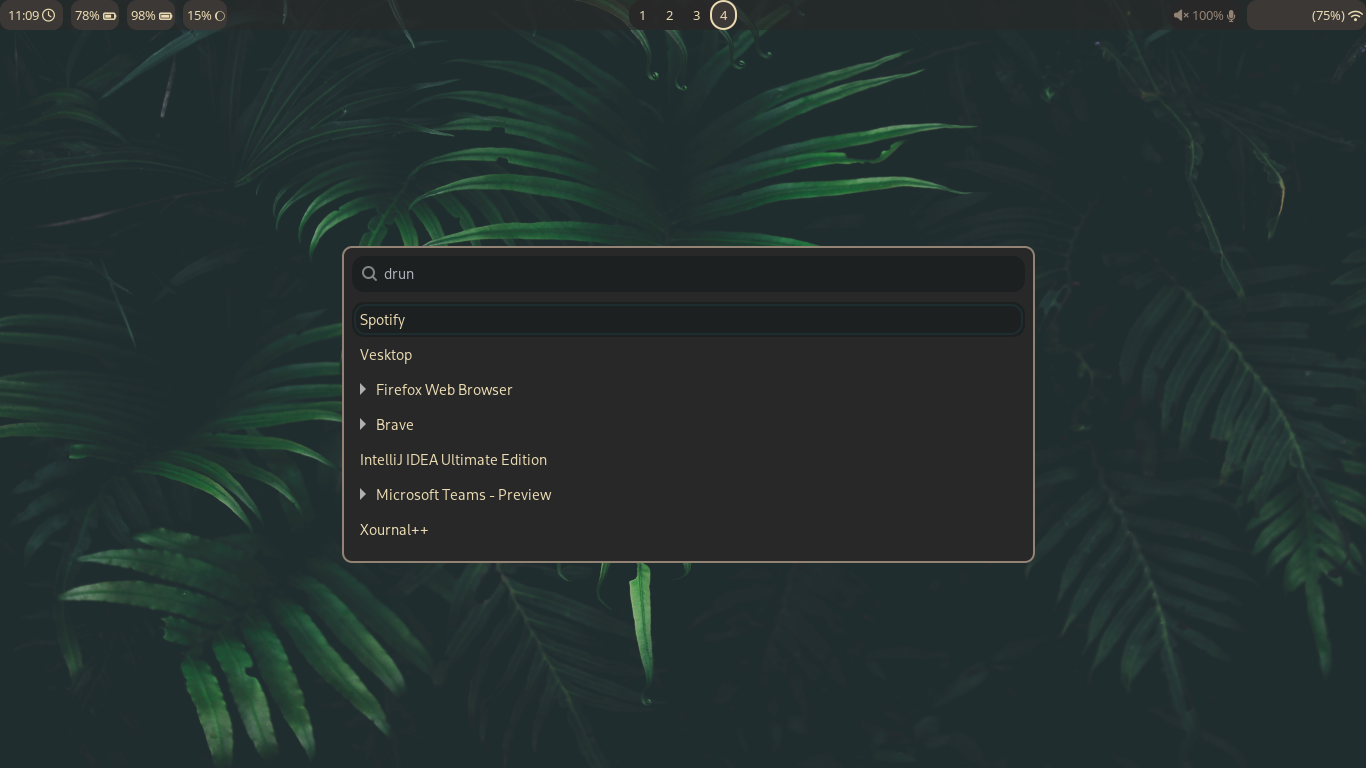 11:09 78% 98% 15% 1 2 3 4 100% (75%)
drun
Spotify
Vesktop
Firefox Web Browser
Brave
IntelliJ IDEA Ultimate Edition
Microsoft Teams - Preview
Xournal++